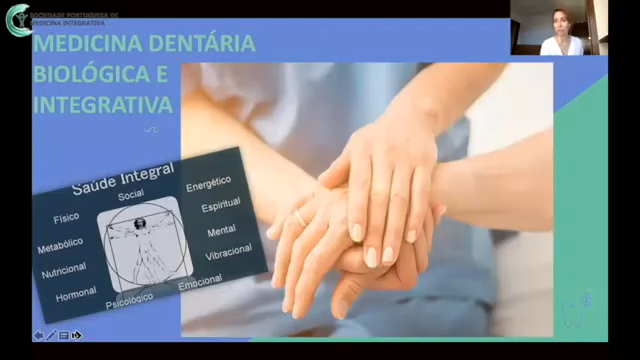 SOCIEDADE PORTUGUESA DE
MEDICINA INTEGRATIVA
MEDICINA DENTÁRIA
BIOLÓGICA E
INTEGRATIVA
Saúde Integral
Social
Energético
Físico
Espiritual
Metabólico
Mental
Nutricional
Vibracional
Hormonal
Emocional
Psicológico